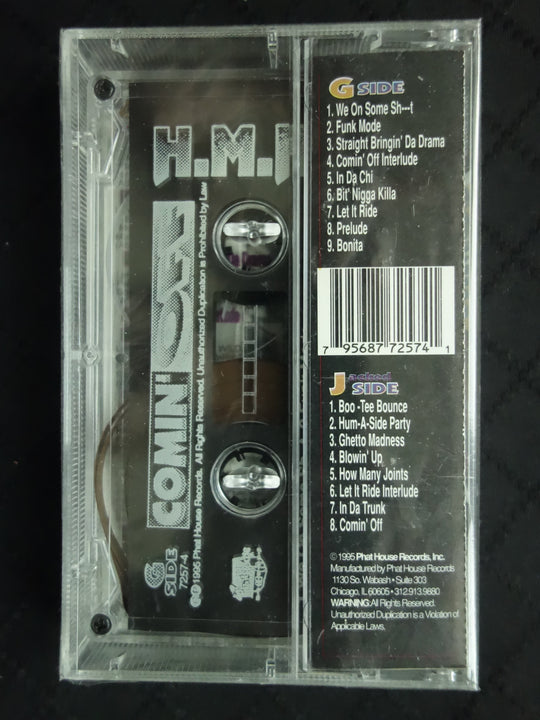 G SIDE
1. We On Some Sh---t
2. Funk Mode
3. Straight Bringin' Da Drama
4. Comin' Off Interlude
5. In Da Chi
6. Bit' Nigga Killa
7. Let It Ride
8. Prelude
9. Bonita
7 95687 72574 1
J SIDE
1. Boo -Tee Bounce
2. Hum-A-Side Party
3. Ghetto Madness
4. Blowin' Up
5. How Many Joints
6. Let It Ride Interlude
7. In Da Trunk
8. Comin' Off
© 1995 Phat House Records, Inc.
Manufactured by Phat House Records
1130 So. Wabash • Suite 303
Chicago, IL 60605 • 312.913.9880
WARNING: All Rights Reserved.
Unauthorized Duplication is a Violation of
Applicable Laws.
H.M.
COMIN'
G
SIDE
7257-4
℗©1995 Phat House Records. All Rights Reserved. Unauthorized Duplication is Prohibited by Law